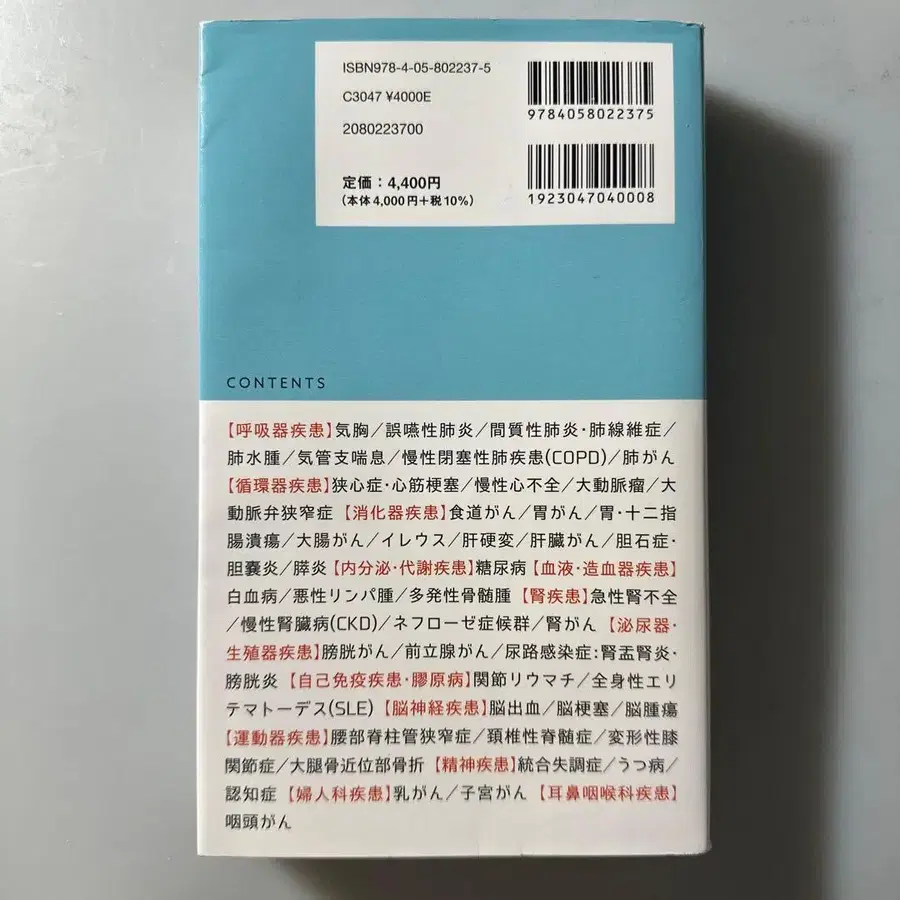 ISBN978-4-05-802237-5
C3047 ¥4000E
2080223700
定価：4,400円
（本体4,000円＋税10%）
9784058022375
1923047040008
CONTENTS
【呼吸器疾患】気胸／誤嚥性肺炎／間質性肺炎・肺線維症／
肺水腫／気管支喘息／慢性閉塞性肺疾患(COPD)／肺がん
【循環器疾患】狭心症・心筋梗塞／慢性心不全／大動脈瘤／大
動脈弁狭窄症 【消化器疾患】食道がん／胃がん／胃・十二指
腸潰瘍／大腸がん／イレウス／肝硬変／肝臓がん／胆石症・
胆嚢炎／膵炎 【内分泌・代謝疾患】糖尿病 【血液・造血器疾患】
白血病／悪性リンパ腫／多発性骨髄腫 【腎疾患】急性腎不全
／慢性腎臓病(CKD)／ネフローゼ症候群／腎がん 【泌尿器・
生殖器疾患】膀胱がん／前立腺がん／尿路感染症：腎盂腎炎・
膀胱炎 【自己免疫疾患・膠原病】関節リウマチ／全身性エリ
テマトーデス(SLE) 【脳神経疾患】脳出血／脳梗塞／脳腫瘍
【運動器疾患】腰部脊柱管狭窄症／頚椎性脊髄症／変形性膝
関節症／大腿骨近位部骨折 【精神疾患】統合失調症／うつ病／
認知症 【婦人科疾患】乳がん／子宮がん 【耳鼻咽喉科疾患】
咽頭がん